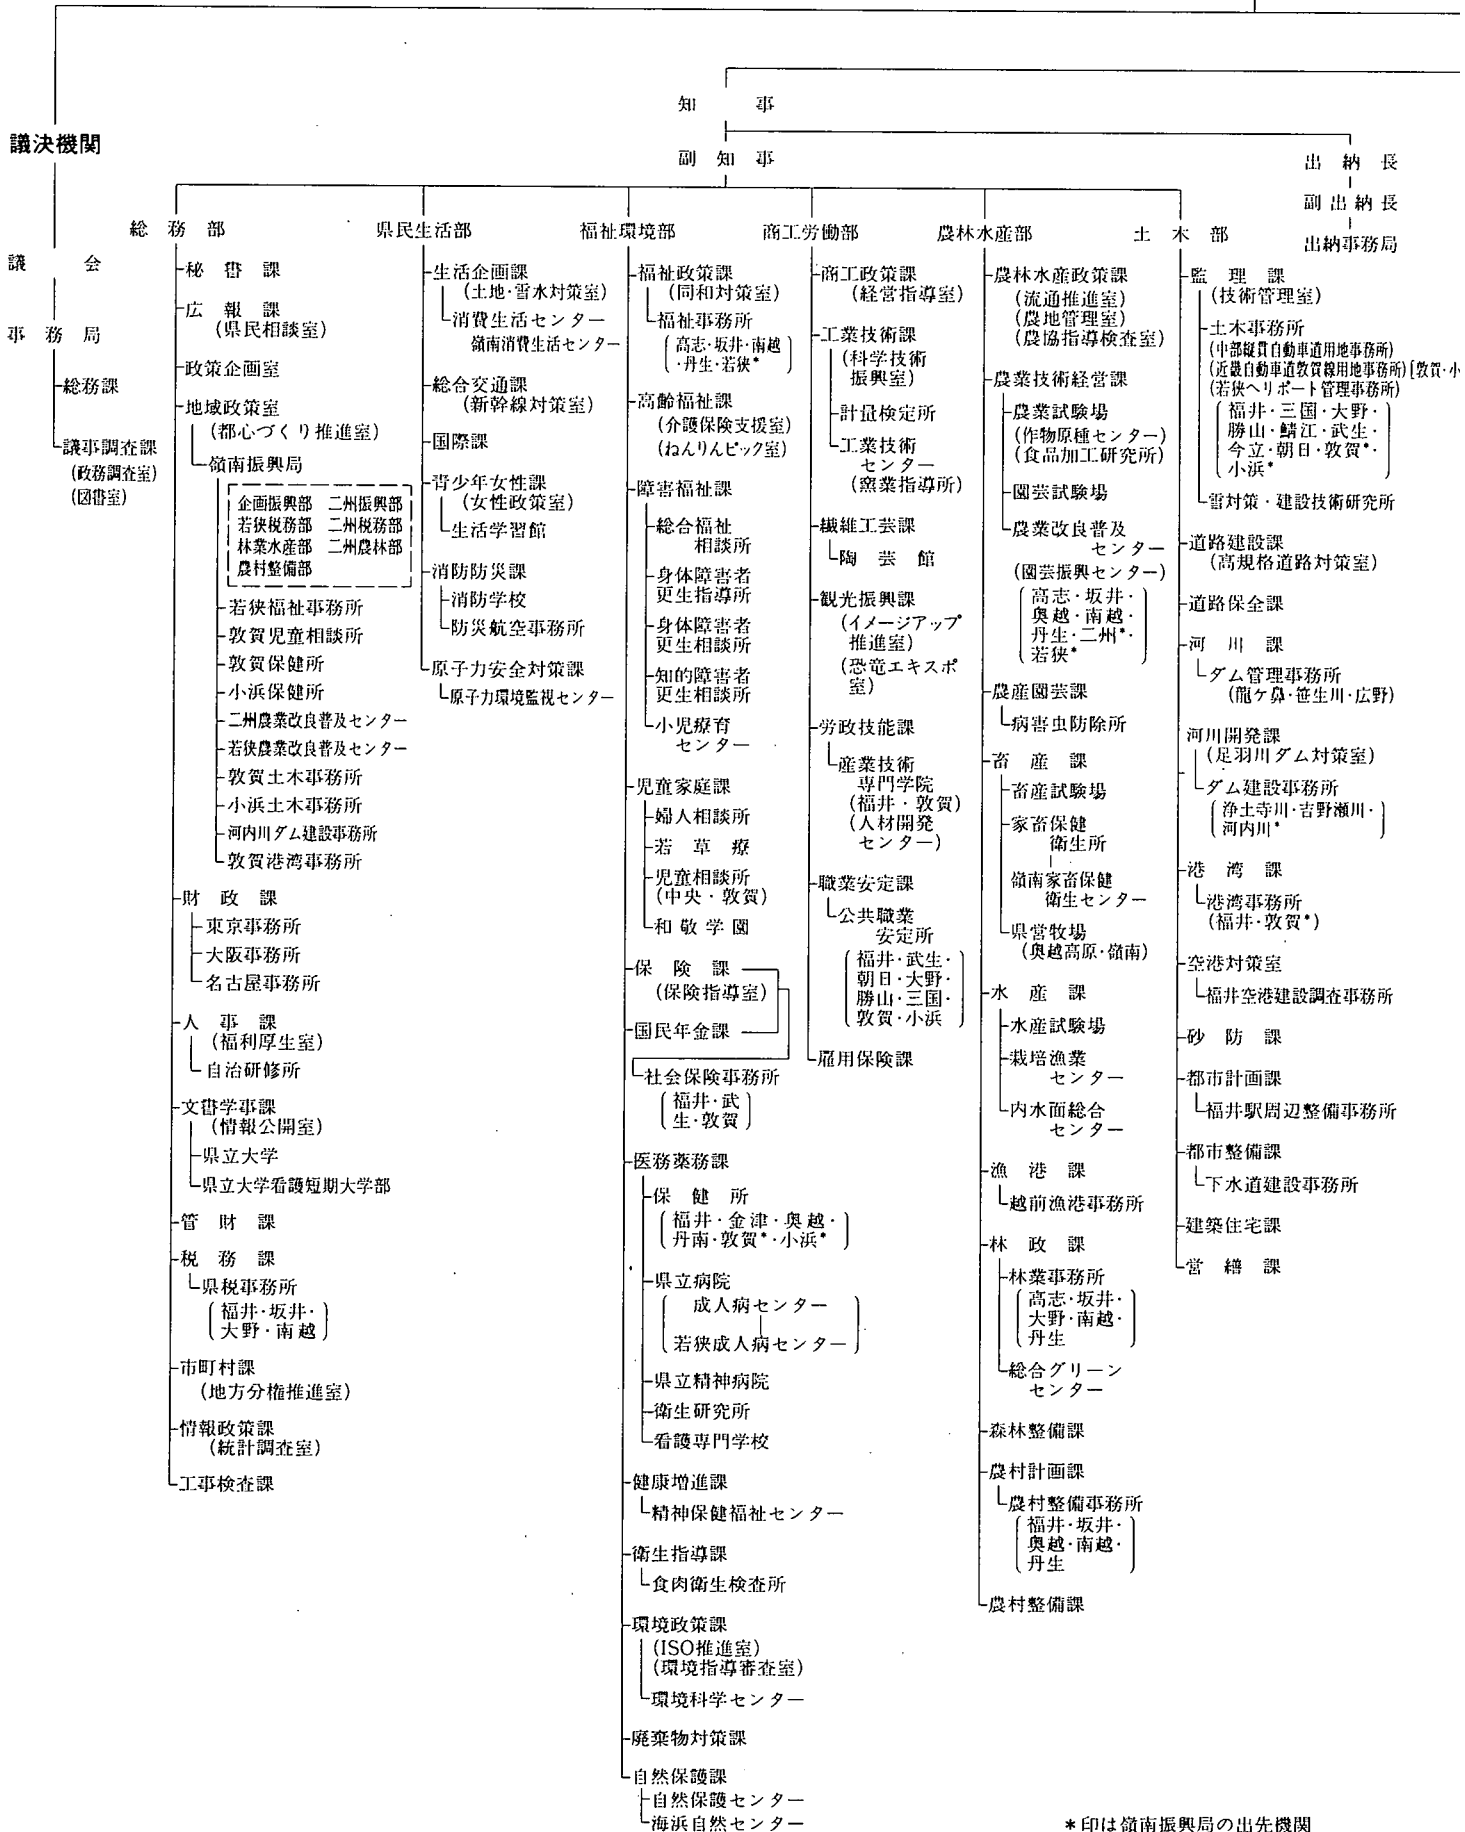 議決機関
議会
事務局
総務課
議事調査課
(政務調査室)
(図書室)
知事
副知事
出納長
副出納長
出納事務局
総務部
秘書課
広報課
(県民相談室)
政策企画室
地域政策室
(都心づくり推進室)
嶺南振興局
企画振興部 二州振興部
若狭税務部 二州税務部
林業水産部 二州農林部
農村整備部
若狭福祉事務所
敦賀児童相談所
敦賀保健所
小浜保健所
二州農業改良普及センター
若狭農業改良普及センター
敦賀土木事務所
小浜土木事務所
河内川ダム建設事務所
敦賀港湾事務所
財政課
東京事務所
大阪事務所
名古屋事務所
人事課
(福利厚生室)
自治研修所
文書学事課
(情報公開室)
県立大学
県立大学看護短期大学部
管財課
税務課
県税事務所
福井・坂井・
大野・南越
市町村課
(地方分権推進室)
情報政策課
(統計調査室)
工事検査課
県民生活部
生活企画課
(土地・雪水対策室)
消費生活センター
嶺南消費生活センター
総合交通課
(新幹線対策室)
国際課
青少年女性課
(女性政策室)
生活学習館
消防防災課
消防学校
防災航空事務所
原子力安全対策課
原子力環境監視センター
福祉環境部
福祉政策課
(同和対策室)
福祉事務所
高志・坂井・南越
・丹生・若狭*
高齢福祉課
(介護保険支援室)
(ねんりんピック室)
障害福祉課
総合福祉
相談所
身体障害者
更生指導所
身体障害者
更生相談所
知的障害者
更生相談所
小児療育
センター
児童家庭課
婦人相談所
若草療
児童相談所
(中央・敦賀)
和敬学園
保険課
(保険指導室)
国民年金課
社会保険事務所
福井・武
生・敦賀
医務薬務課
保健所
福井・金津・奥越・
丹南・敦賀*・小浜*
県立病院
成人病センター
若狭成人病センター
県立精神病院
衛生研究所
看護専門学校
健康増進課
精神保健福祉センター
衛生指導課
食肉衛生検査所
環境政策課
(ISO推進室)
(環境指導審査室)
環境科学センター
廃棄物対策課
自然保護課
自然保護センター
海浜自然センター
商工労働部
商工政策課
(経営指導室)
工業技術課
(科学技術
振興室)
計量検定所
工業技術
センター
(窯業指導所)
繊維工芸課
陶芸館
観光振興課
(イメージアップ
推進室)
(恐竜エキスポ
室)
労政技能課
産業技術
専門学院
(福井・敦賀)
(人材開発
センター)
職業安定課
公共職業
安定所
福井・武生・
朝日・大野・
勝山・三国・
敦賀・小浜
雇用保険課
農林水産部
農林水産政策課
(流通推進室)
(農地管理室)
(農協指導検査室)
農業技術経営課
農業試験場
(作物原種センター)
(食品加工研究所)
園芸試験場
農業改良普及
センター
(園芸振興センター)
高志・坂井・
奥越・南越・
丹生・二州*・
若狭*
農産園芸課
病害虫防除所
畜産課
畜産試験場
家畜保健
衛生所
嶺南家畜保健
衛生センター
県営牧場
(奥越高原・嶺南)
水産課
水産試験場
栽培漁業
センター
内水面総合
センター
漁港課
越前漁港事務所
林政課
林業事務所
高志・坂井・
大野・南越・
丹生
総合グリーン
センター
森林整備課
農村計画課
農村整備事務所
福井・坂井・
奥越・南越・
丹生
農村整備課
土木部
監理課
(技術管理室)
土木事務所
(中部縦貫自動車道用地事務所)
(近畿自動車道敦賀線用地事務所)[敦賀・小
(若狭ヘリポート管理事務所)
福井・三国・大野・
勝山・鯖江・武生・
今立・朝日・敦賀*・
小浜*
雪対策・建設技術研究所
道路建設課
(高規格道路対策室)
道路保全課
河川課
ダム管理事務所
(龍ケ鼻・笹生川・広野)
河川開発課
(足羽川ダム対策室)
ダム建設事務所
浄土寺川・吉野瀬川・
河内川*
港湾課
港湾事務所
(福井・敦賀*)
空港対策室
福井空港建設調査事務所
砂防課
都市計画課
福井駅周辺整備事務所
都市整備課
下水道建設事務所
建築住宅課
営繕課
*印は嶺南振興局の出先機関